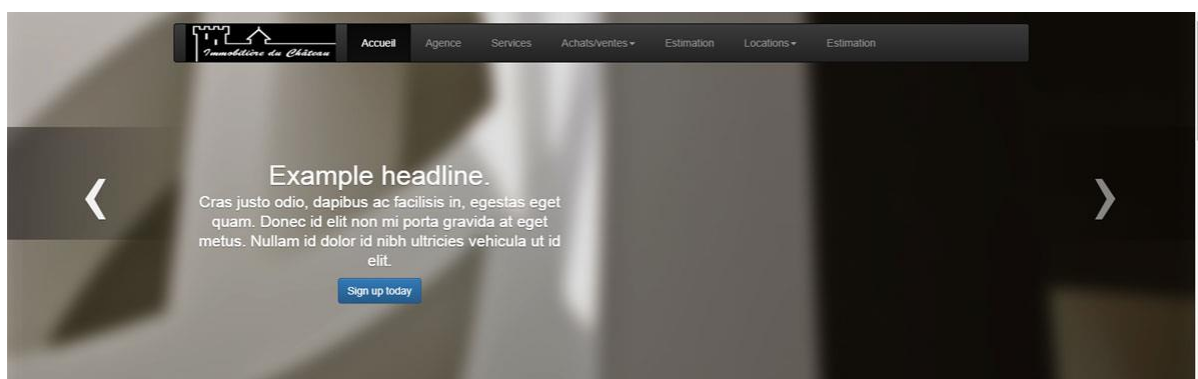 Immobilière du Château
Accueil Agence Services Achats/ventes Estimation Locations Estimation
Example headline.
Cras justo odio, dapibus ac facilisis in, egestas eget
quam. Donec id elit non mi porta gravida at eget
metus. Nullam id dolor id nibh ultricies vehicula ut id
elit.
Sign up today